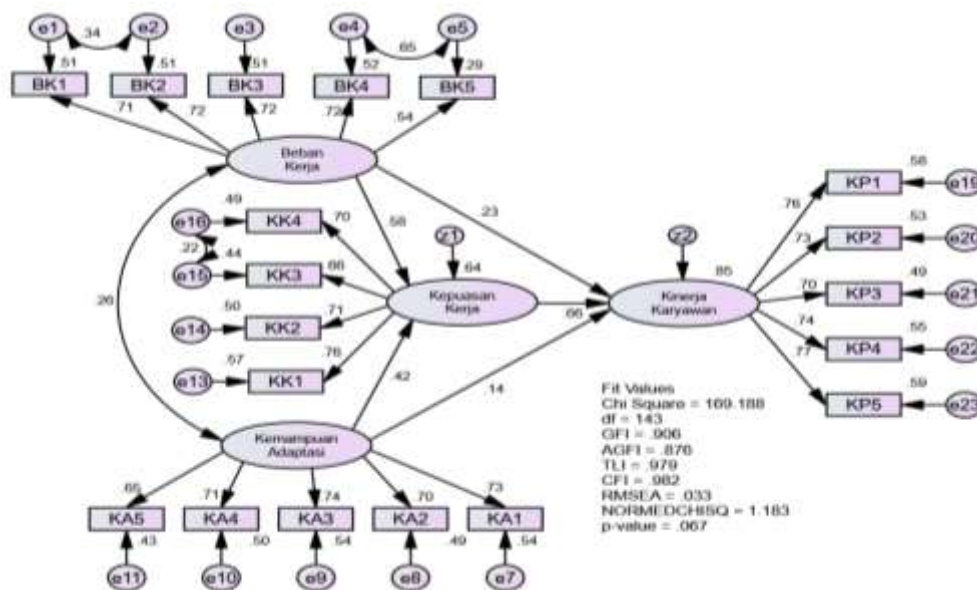 e1
.34
e2
e3
e4
.65
e5
.51
.51
.51
.52
.29
BK1
BK2
BK3
BK4
BK5
.71
.72
.72
.72
.54
Beban
Kerja
.58
.23
.26
e16
.49
KK4
.70
.22
e15
.44
KK3
.66
e14
.50
KK2
.71
e13
.57
KK1
.76
z1
.64
Kepuasan
Kerja
.66
z2
.85
Kinerja
Karyawan
.42
.14
.76
KP1
.58
e19
.73
KP2
.53
e20
.70
KP3
.49
e21
.74
KP4
.55
e22
.77
KP5
.59
e23
Kemampuan
Adaptasi
.65
.71
.74
.70
.73
KA5
KA4
KA3
KA2
KA1
.43
.50
.54
.49
.54
e11
e10
e9
e8
e7
Fit Values
Chi Square = 169.188
df = 143
GFI = .906
AGFI = .876
TLI = .979
CFI = .982
RMSEA = .033
NORMEDCHISQ = 1.183
p-value = .067